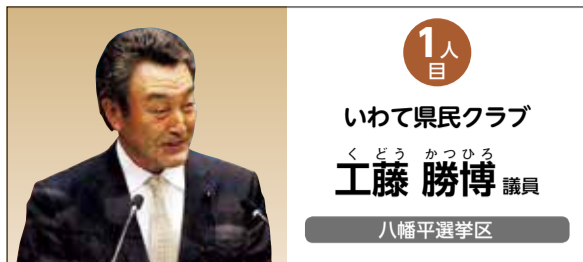 1人目
いわて県民クラブ
くどう かつひろ
工藤 勝博 議員
八幡平選挙区